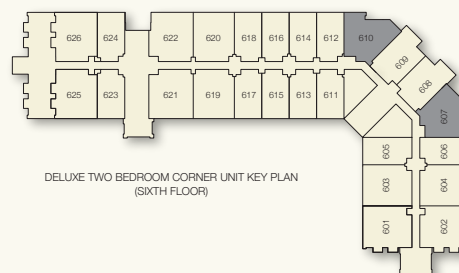 626 624 622 620 618 616 614 612 610
609
608
607
625 623 621 619 617 615 613 611
605 606
603 604
601 602
DELUXE TWO BEDROOM CORNER UNIT KEY PLAN
(SIXTH FLOOR)